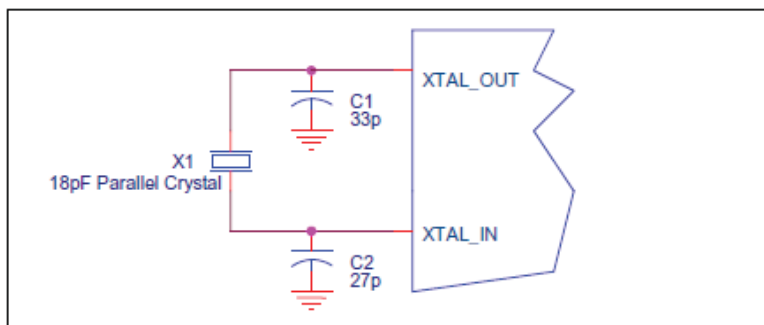 XTAL_OUT
C1
33p
X1
18pF Parallel Crystal
XTAL_IN
C2
27p